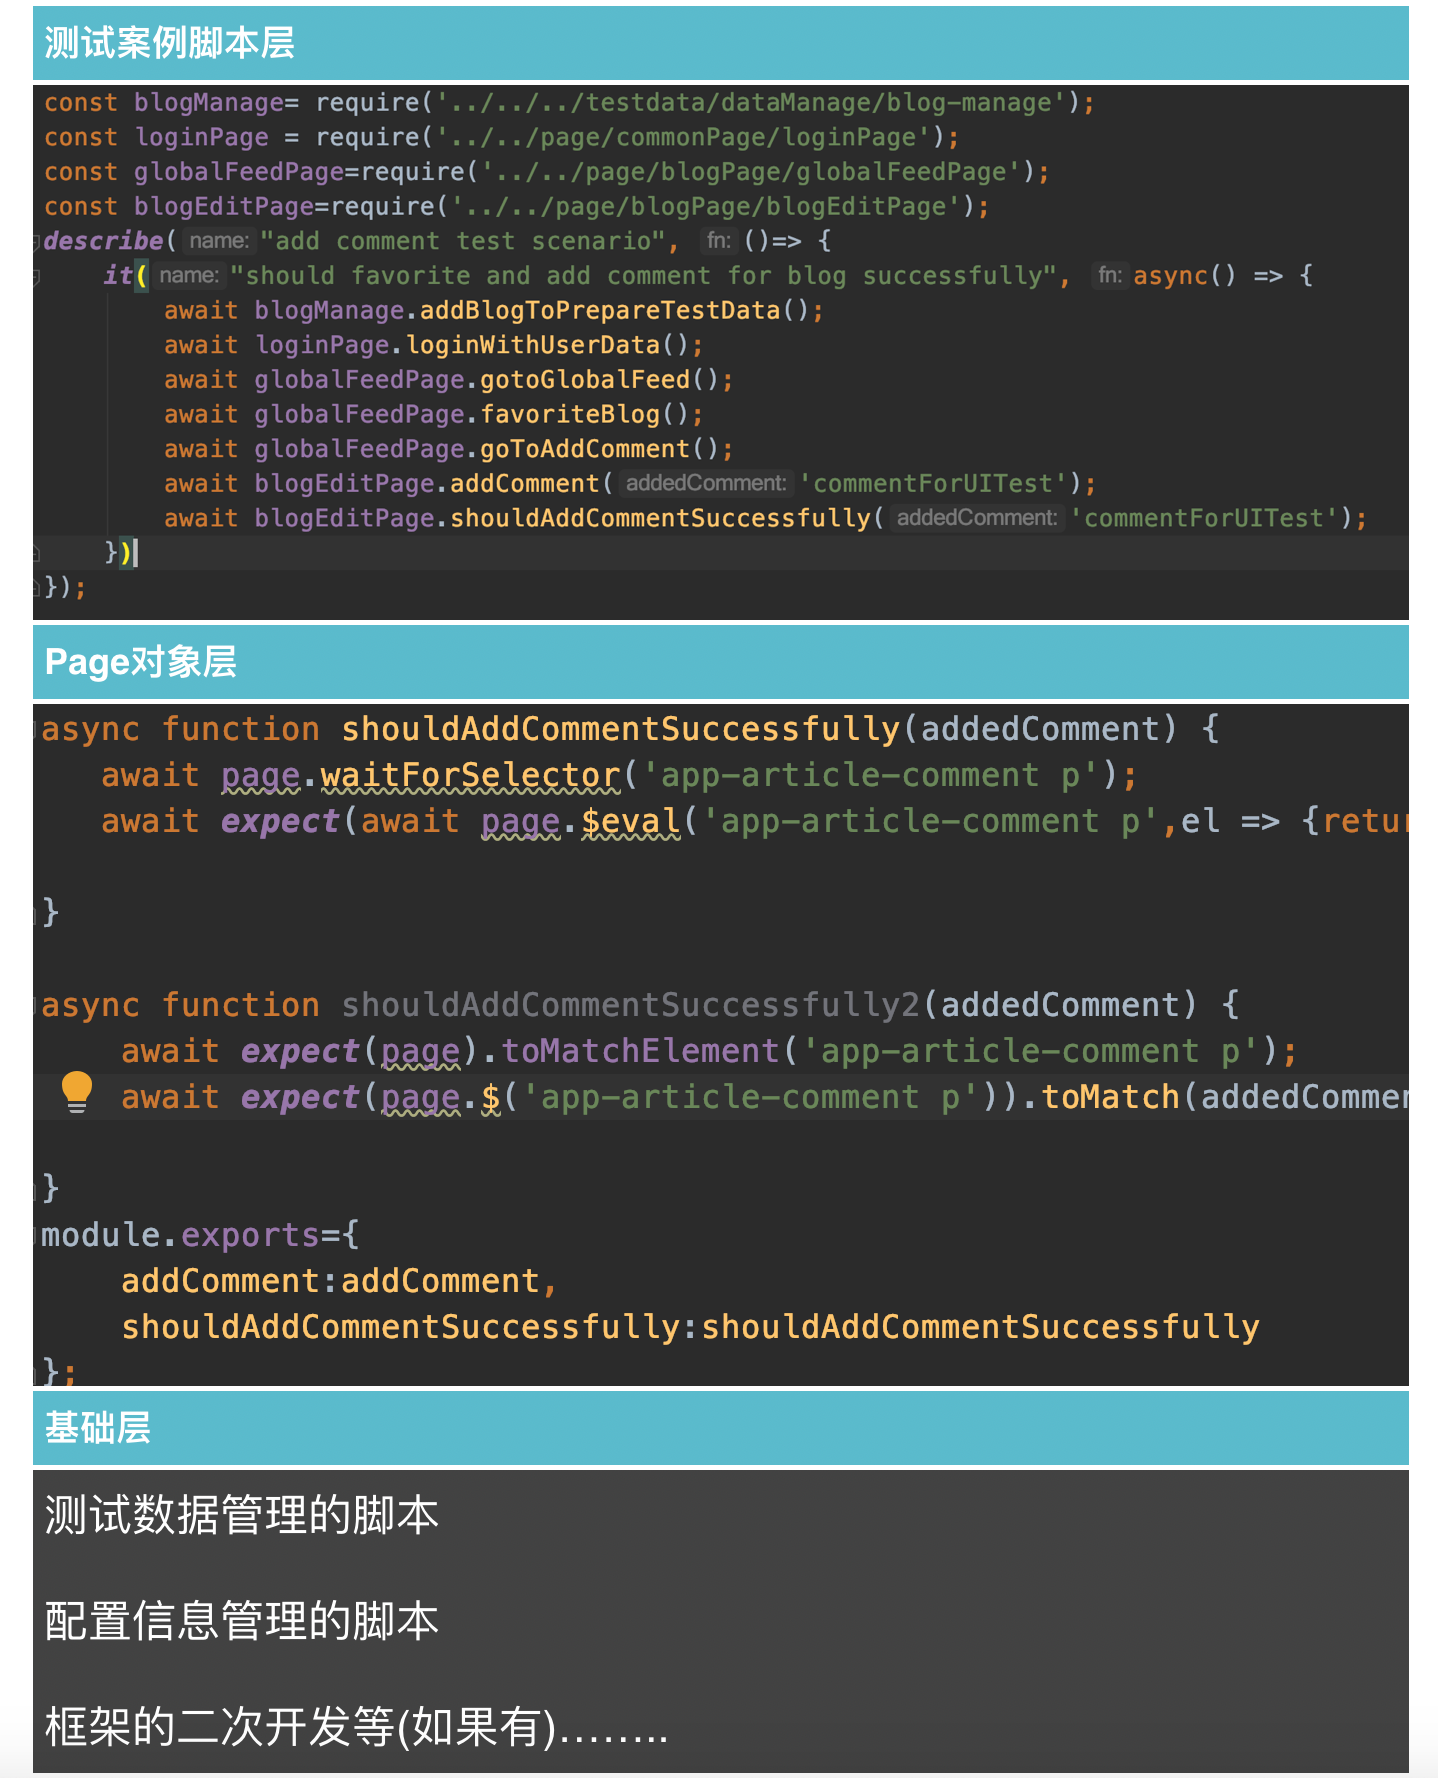 测试案例脚本层
const blogManage= require('../../../testdata/dataManage/blog-manage');
const loginPage = require('../../page/commonPage/loginPage');
const globalFeedPage=require('../../page/blogPage/globalFeedPage');
const blogEditPage=require('../../page/blogPage/blogEditPage');
describe( name: "add comment test scenario", fn: ()=> {
it( name: "should favorite and add comment for blog successfully", fn: async() => {
await blogManage.addBlogToPrepareTestData();
await loginPage.loginWithUserData();
await globalFeedPage.gotoGlobalFeed();
await globalFeedPage.favoriteBlog();
await globalFeedPage.goToAddComment();
await blogEditPage.addComment( addedComment: 'commentForUITest');
await blogEditPage.shouldAddCommentSuccessfully( addedComment: 'commentForUITest');
})
});
Page对象层
async function shouldAddCommentSuccessfully(addedComment) {
await page.waitForSelector('app-article-comment p');
await expect(await page.$eval('app-article-comment p',el => {retur
}
async function shouldAddCommentSuccessfully2(addedComment) {
await expect(page).toMatchElement('app-article-comment p');
await expect(page.$('app-article-comment p')).toMatch(addedCommen
}
module.exports={
addComment:addComment,
shouldAddCommentSuccessfully:shouldAddCommentSuccessfully
};
基础层
测试数据管理的脚本
配置信息管理的脚本
框架的二次开发等(如果有)……..